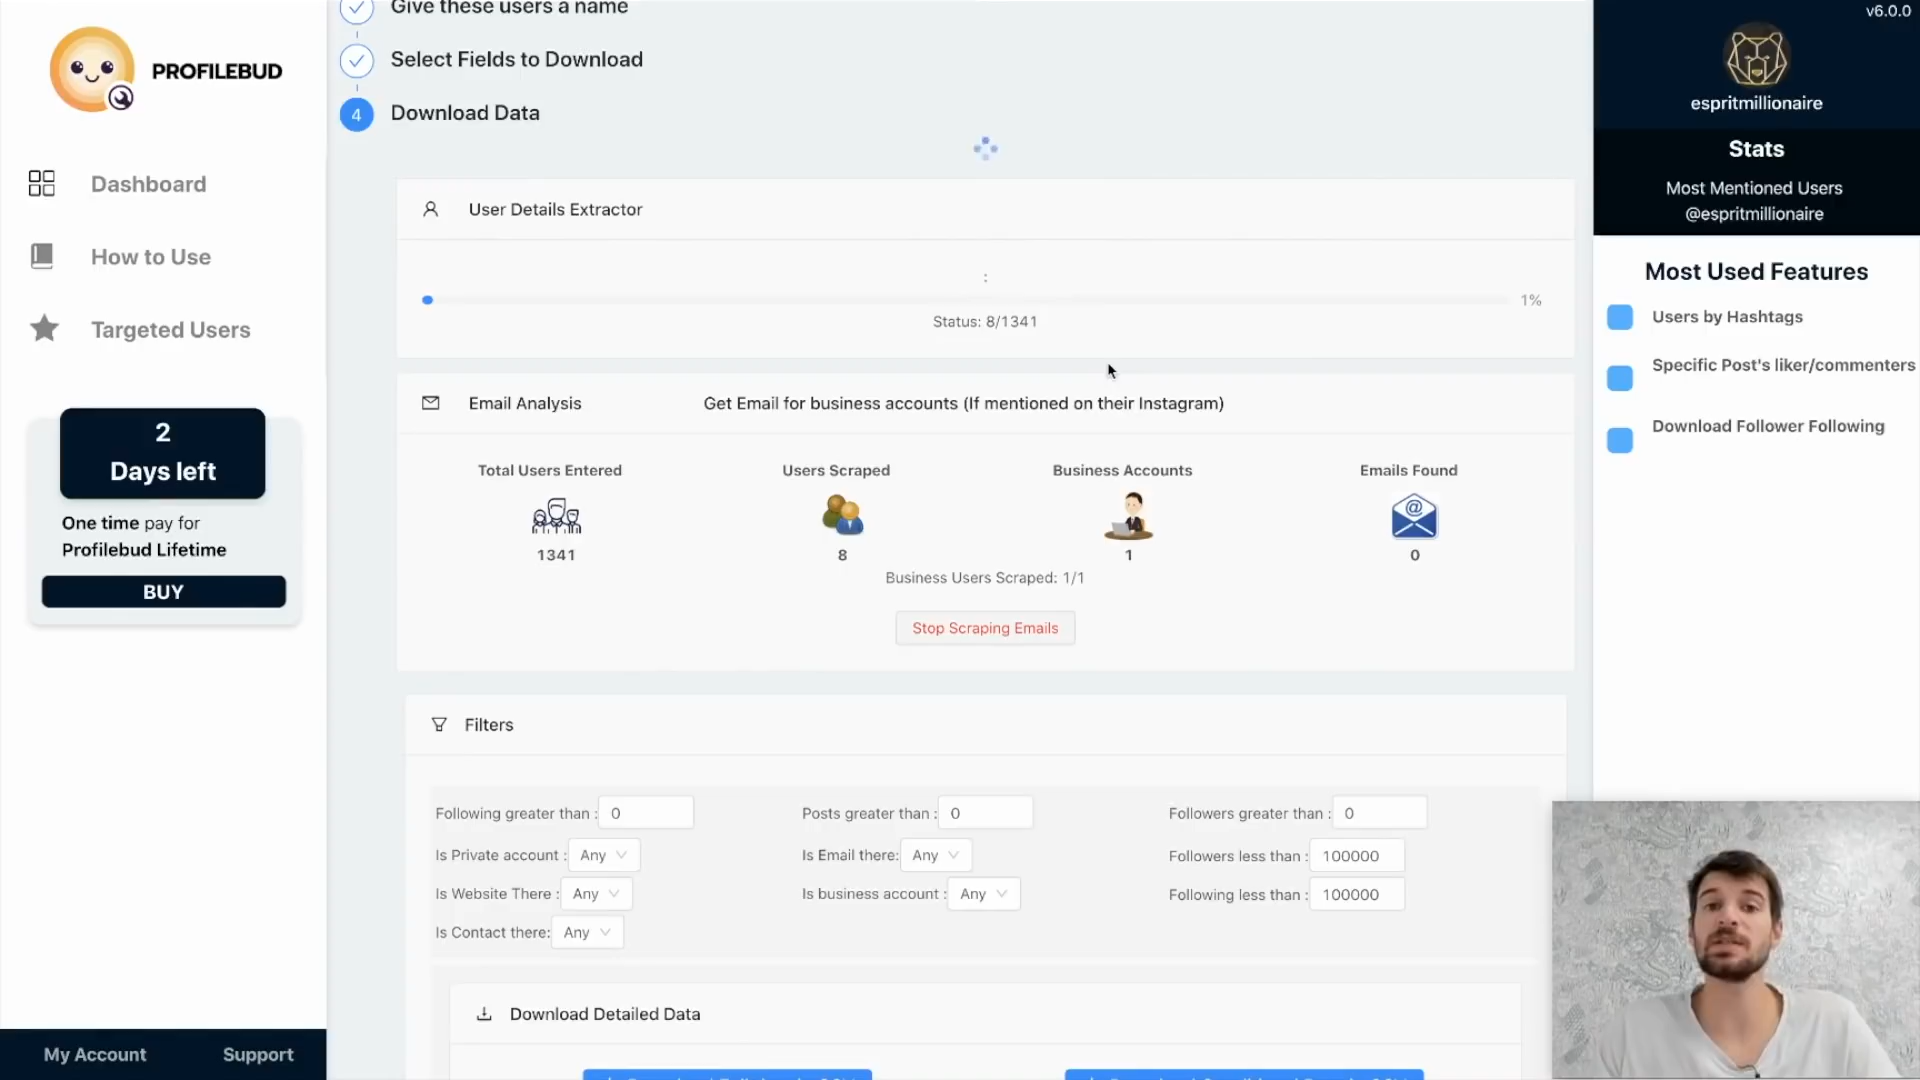 v6.0.0
Give these users a name
PROFILEBUD
Select Fields to Download
4
Download Data
espritmillionaire
Stats
Most Mentioned Users
@espritmillionaire
Dashboard
How to Use
Targeted Users
User Details Extractor
:
1%
Status: 8/1341
Most Used Features
Users by Hashtags
Specific Post's liker/commenters
Download Follower Following
2
Days left
One time pay for
Profilebud Lifetime
BUY
Email Analysis
Get Email for business accounts (If mentioned on their Instagram)
Total Users Entered
Users Scraped
Business Accounts
Emails Found
@
1341
8
1
0
Business Users Scraped: 1/1
Stop Scraping Emails
Filters
Following greater than : 0
Posts greater than : 0
Followers greater than : 0
Is Private account : Any
Is Email there: Any
Followers less than : 100000
Is Website There : Any
Is business account : Any
Following less than : 100000
Is Contact there: Any
Download Detailed Data
My Account
Support